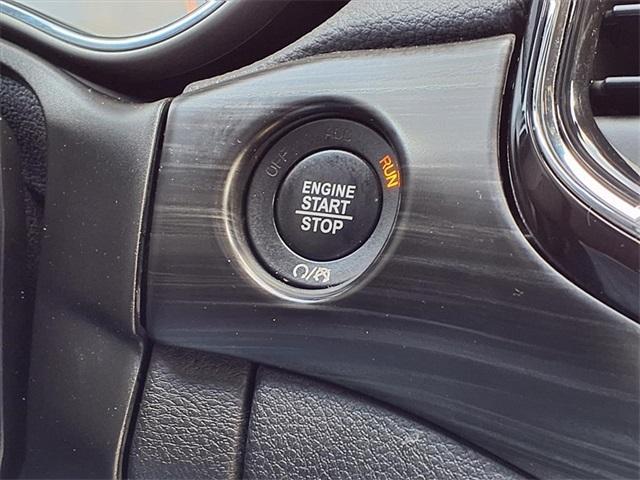 OFF
ACC
RUN
ENGINE
START
STOP